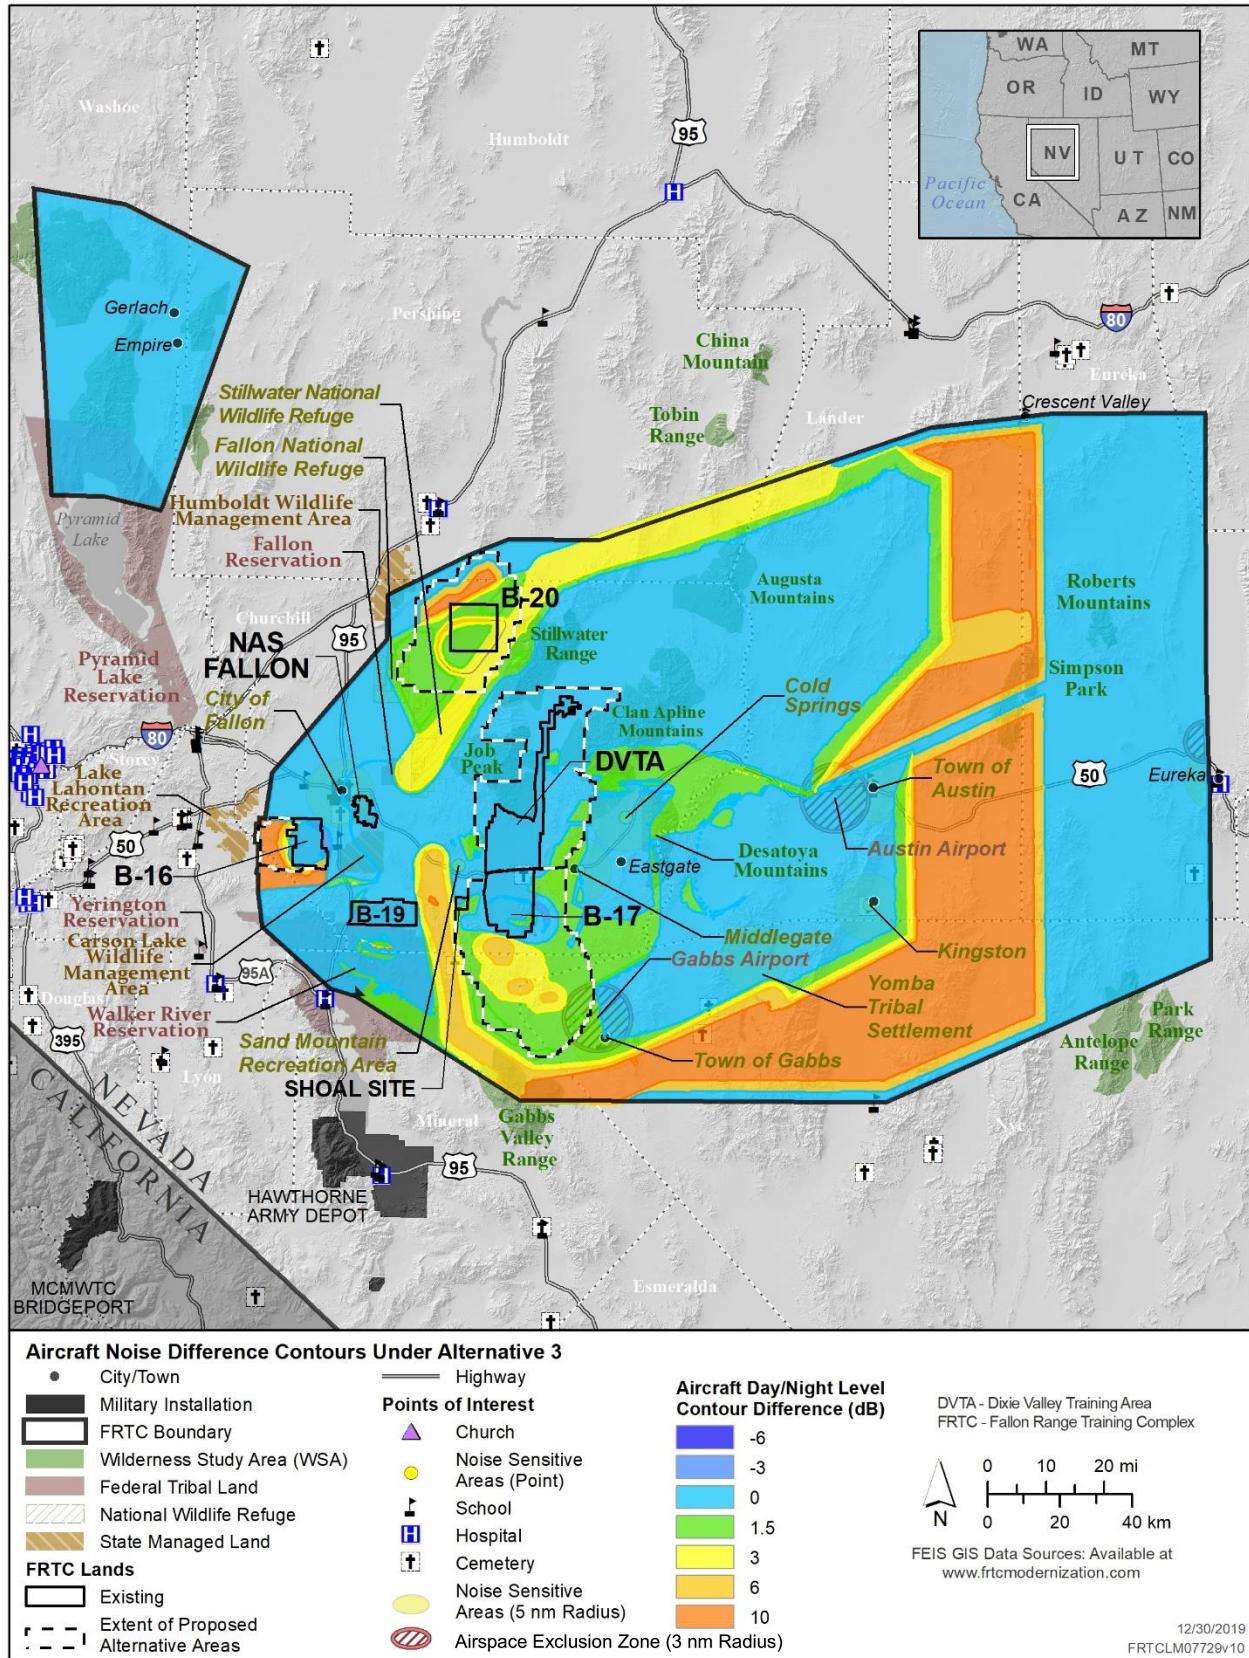 WA
MT
OR
ID
WY
NV
UT
CO
CA
AZ
NM
Pacific
Ocean
Washoe
Humboldt
95
Gerlach
Empire
Pershing
China
Mountain
80
Eureka
Crescent Valley
Stillwater National
Wildlife Refuge
Tobin
Range
Lander
Fallon National
Wildlife Refuge
Humboldt Wildlife
Management Area
Pyramid
Lake
Fallon
Reservation
B-20
Augusta
Mountains
Roberts
Mountains
Churchill
95
NAS
FALLON
Stillwater
Range
Pyramid
Lake
Reservation
City of
Fallon
Cold
Springs
Simpson
Park
80
Clan Apline
Mountains
Job
Peak
DVTA
Storey
Lake
Lahontan
Recreation
Area
Town of
Austin
50
Eureka
50
B-16
Eastgate
Desatoya
Mountains
Austin Airport
Yerington
Reservation
B-19
B-17
Middlegate
Kingston
Carson Lake
Wildlife
Management
Area
95A
Gabbs Airport
Yomba
Tribal
Settlement
Douglas
Walker River
Reservation
Park
Range
395
Sand Mountain
Recreation Area
Town of Gabbs
Antelope
Range
Lyon
SHOAL SITE
NEVADA
CALIFORNIA
Mineral
Gabbs
Valley
Range
Nye
95
HAWTHORNE
ARMY DEPOT
MCMWTC
BRIDGEPORT
Esmeralda
Aircraft Noise Difference Contours Under Alternative 3
City/Town
Military Installation
FRTC Boundary
Wilderness Study Area (WSA)
Federal Tribal Land
National Wildlife Refuge
State Managed Land
FRTC Lands
Existing
Extent of Proposed
Alternative Areas
Highway
Points of Interest
Church
Noise Sensitive
Areas (Point)
School
Hospital
Cemetery
Noise Sensitive
Areas (5 nm Radius)
Airspace Exclusion Zone (3 nm Radius)
Aircraft Day/Night Level
Contour Difference (dB)
-6
-3
0
1.5
3
6
10
DVTA - Dixie Valley Training Area
FRTC - Fallon Range Training Complex
N
0 10 20 mi
0 20 40 km
FEIS GIS Data Sources: Available at
www.frtcmodernization.com
12/30/2019
FRTCLM07729v10